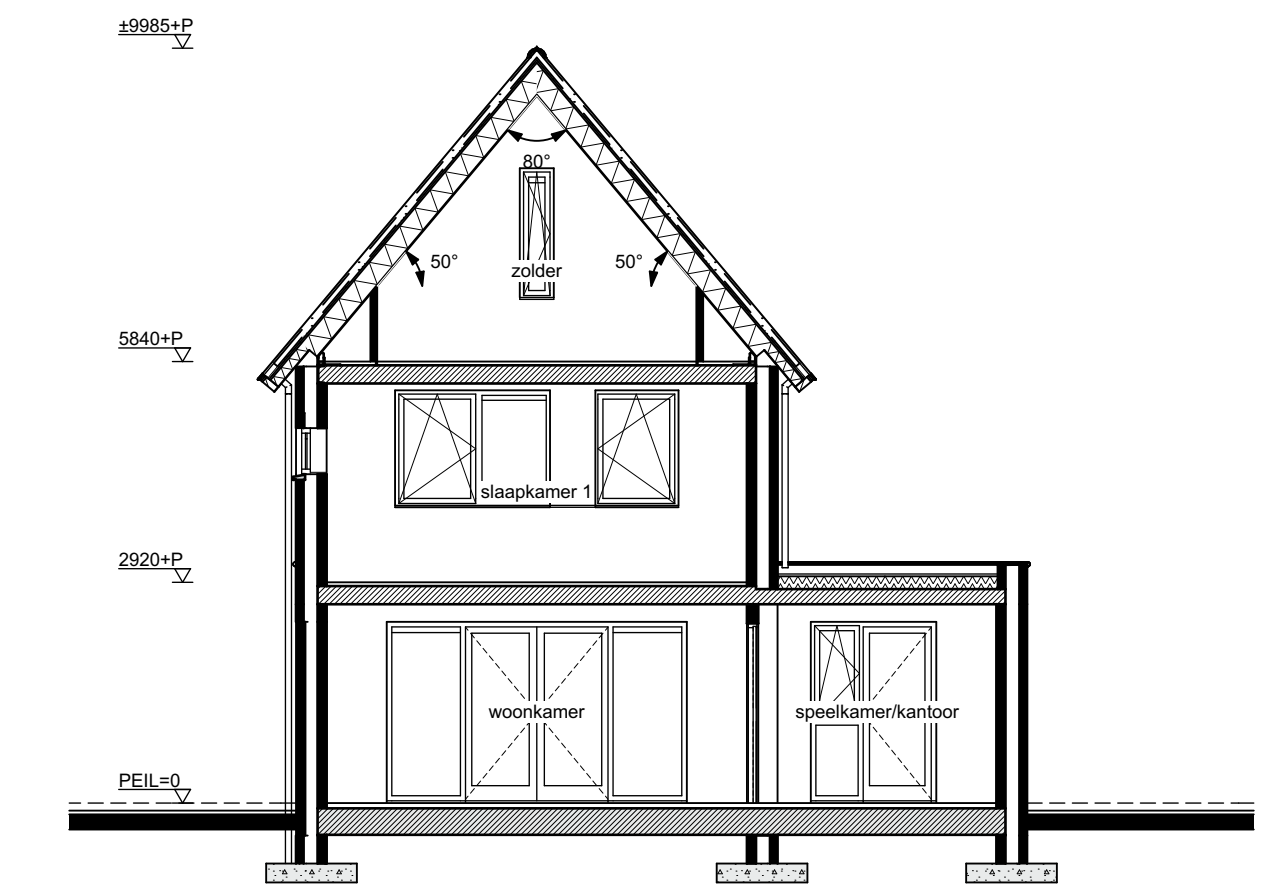 ±9985+P
80°
50°
50°
zolder
5840+P
slaapkamer 1
2920+P
woonkamer
speelkamer/kantoor
PEIL=0